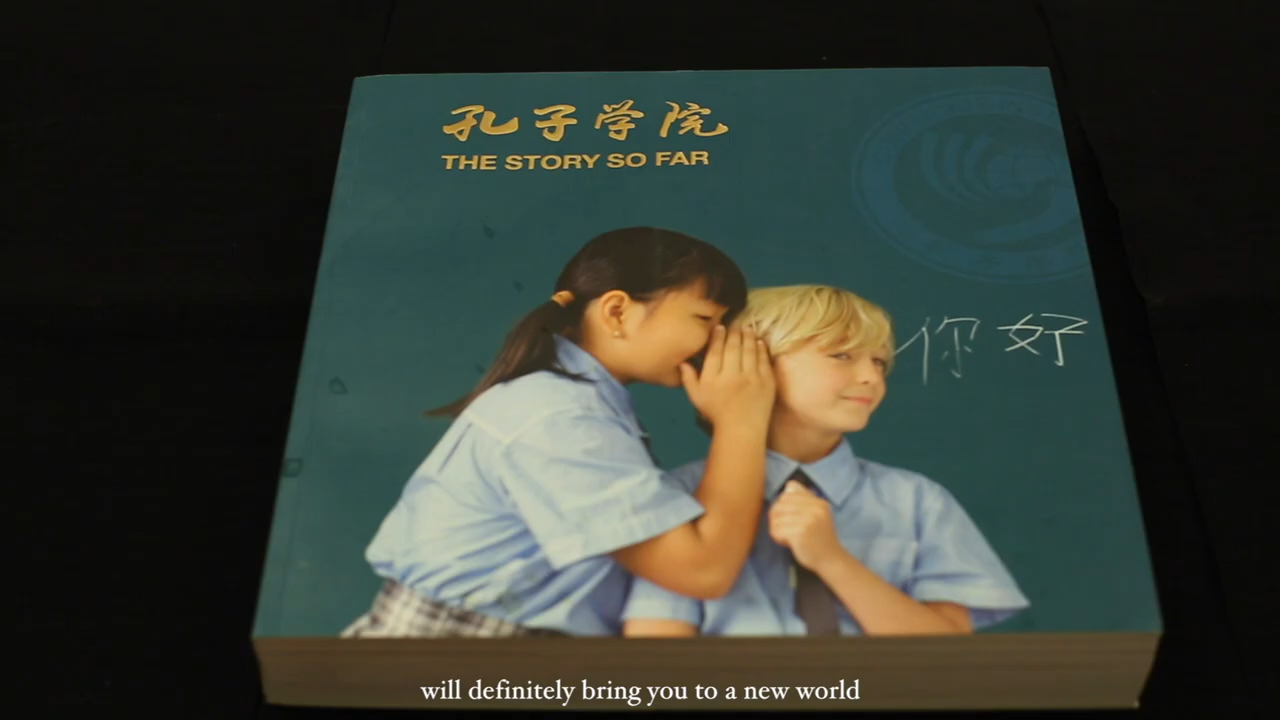 孔子学院
THE STORY SO FAR
你好
will definitely bring you to a new world